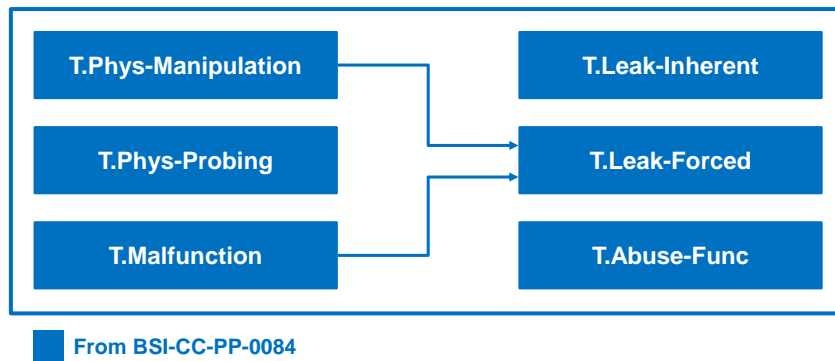 T.Phys-Manipulation
T.Leak-Inherent
T.Phys-Probing
T.Leak-Forced
T.Malfunction
T.Abuse-Func
From BSI-CC-PP-0084